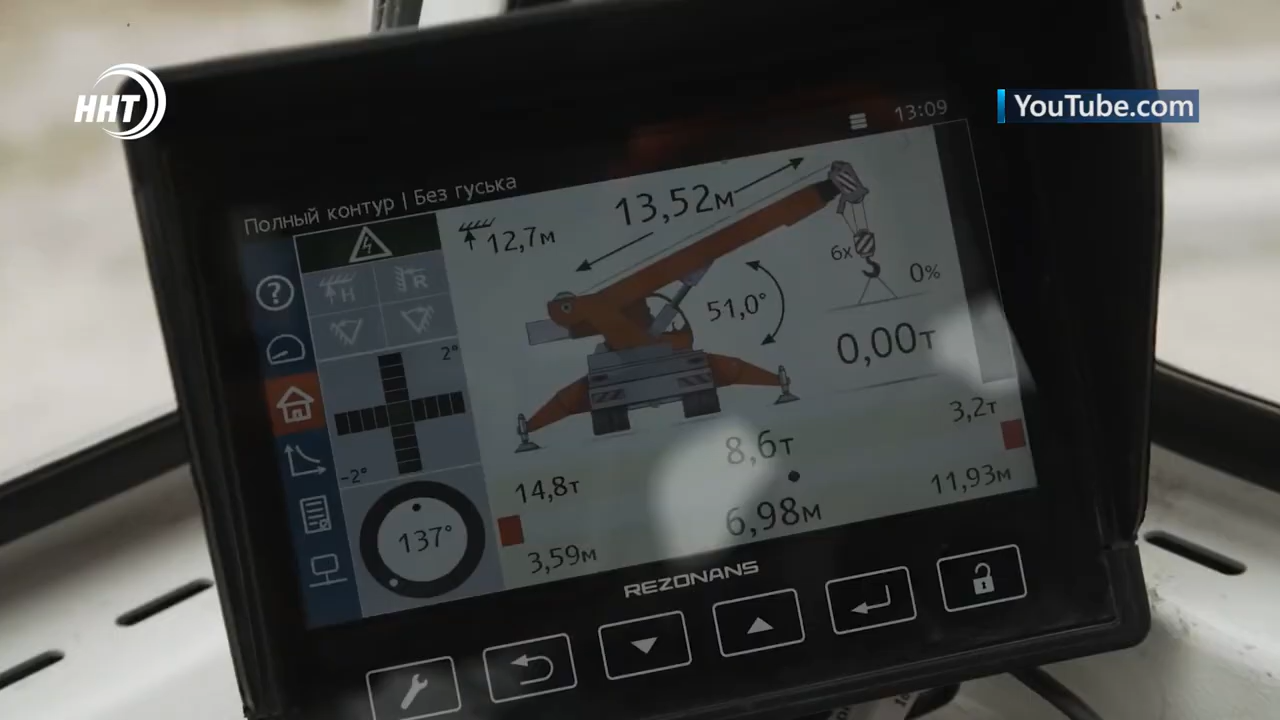 ННТ
YouTube.com
13:09
Полный контур | Без гуська
13,52м
12,7м
6x
0%
51,0°
0,00т
H
R
2°
-2°
3,2т
8,6т
14,8т
11,93м
6,98м
3,59м
137°
REZONANS